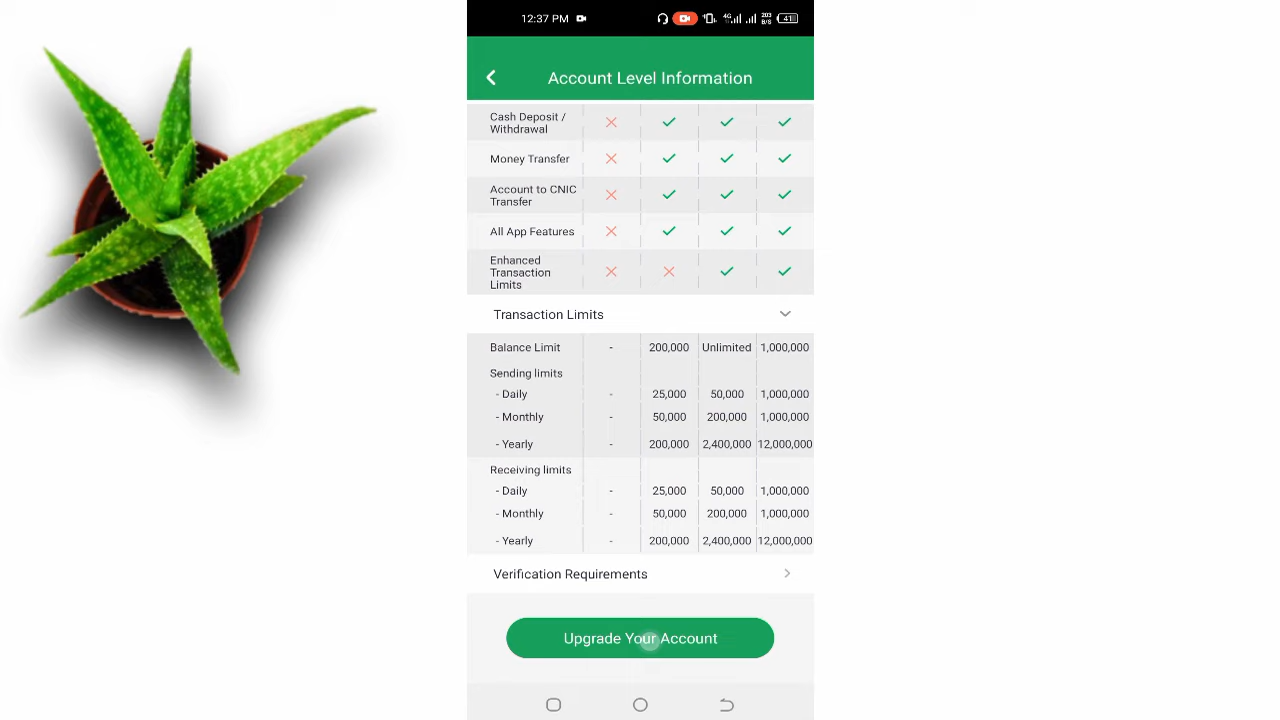 12:37 PM 4G 203 B/S 41
Account Level Information
Cash Deposit /
Withdrawal
Money Transfer
Account to CNIC
Transfer
All App Features
Enhanced
Transaction
Limits
Transaction Limits
Balance Limit - 200,000 Unlimited 1,000,000
Sending limits
- Daily - 25,000 50,000 1,000,000
- Monthly - 50,000 200,000 1,000,000
- Yearly - 200,000 2,400,000 12,000,000
Receiving limits
- Daily - 25,000 50,000 1,000,000
- Monthly - 50,000 200,000 1,000,000
- Yearly - 200,000 2,400,000 12,000,000
Verification Requirements
Upgrade Your Account